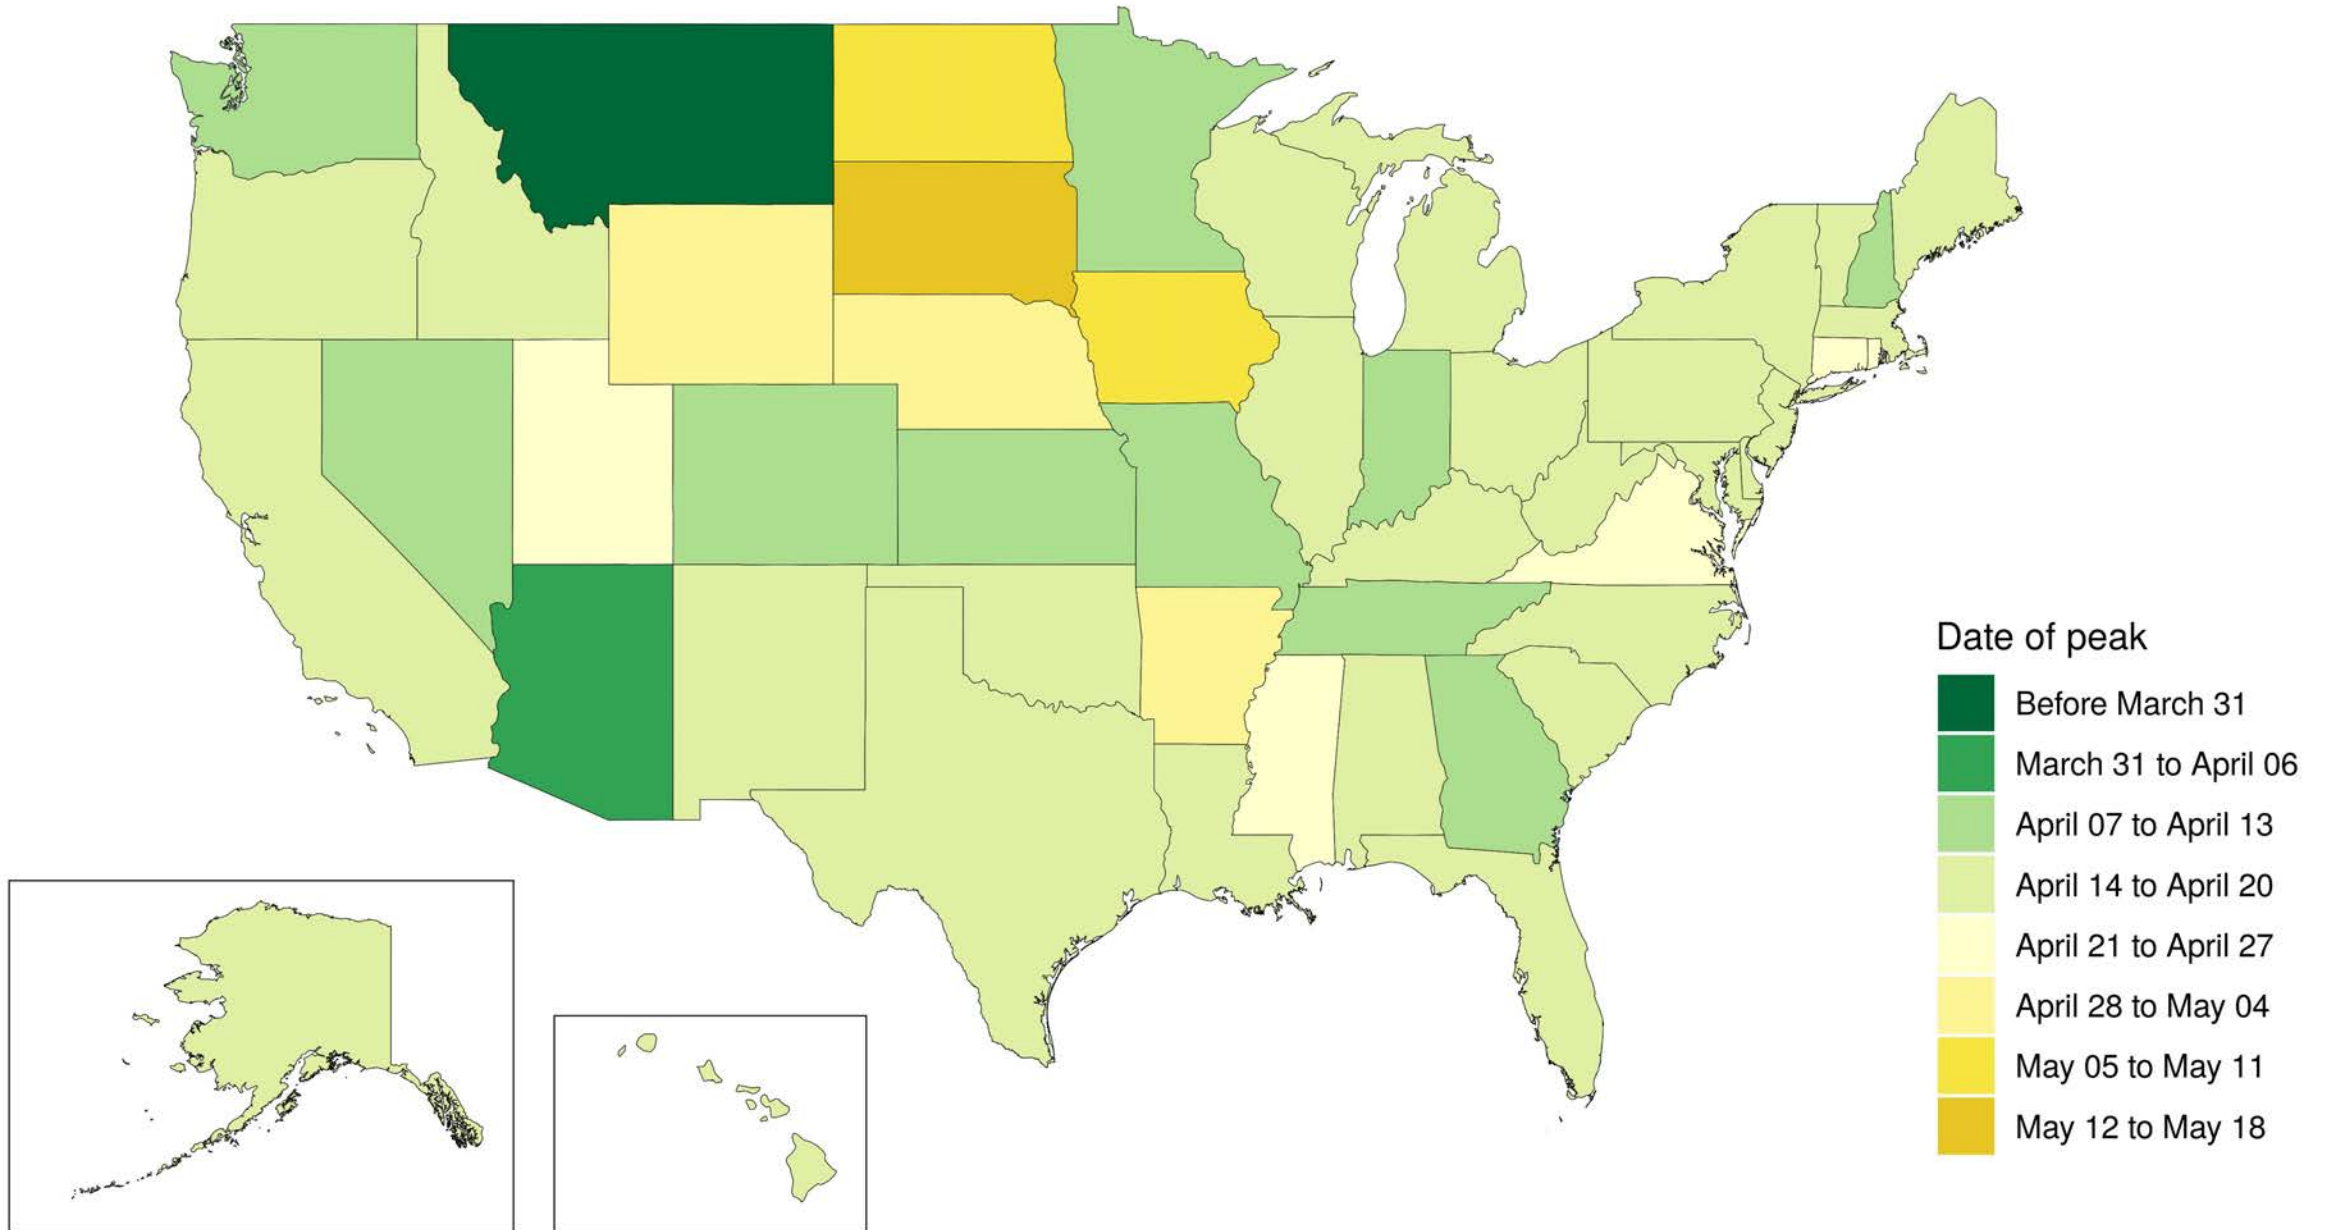 Date of peak
Before March 31
March 31 to April 06
April 07 to April 13
April 14 to April 20
April 21 to April 27
April 28 to May 04
May 05 to May 11
May 12 to May 18